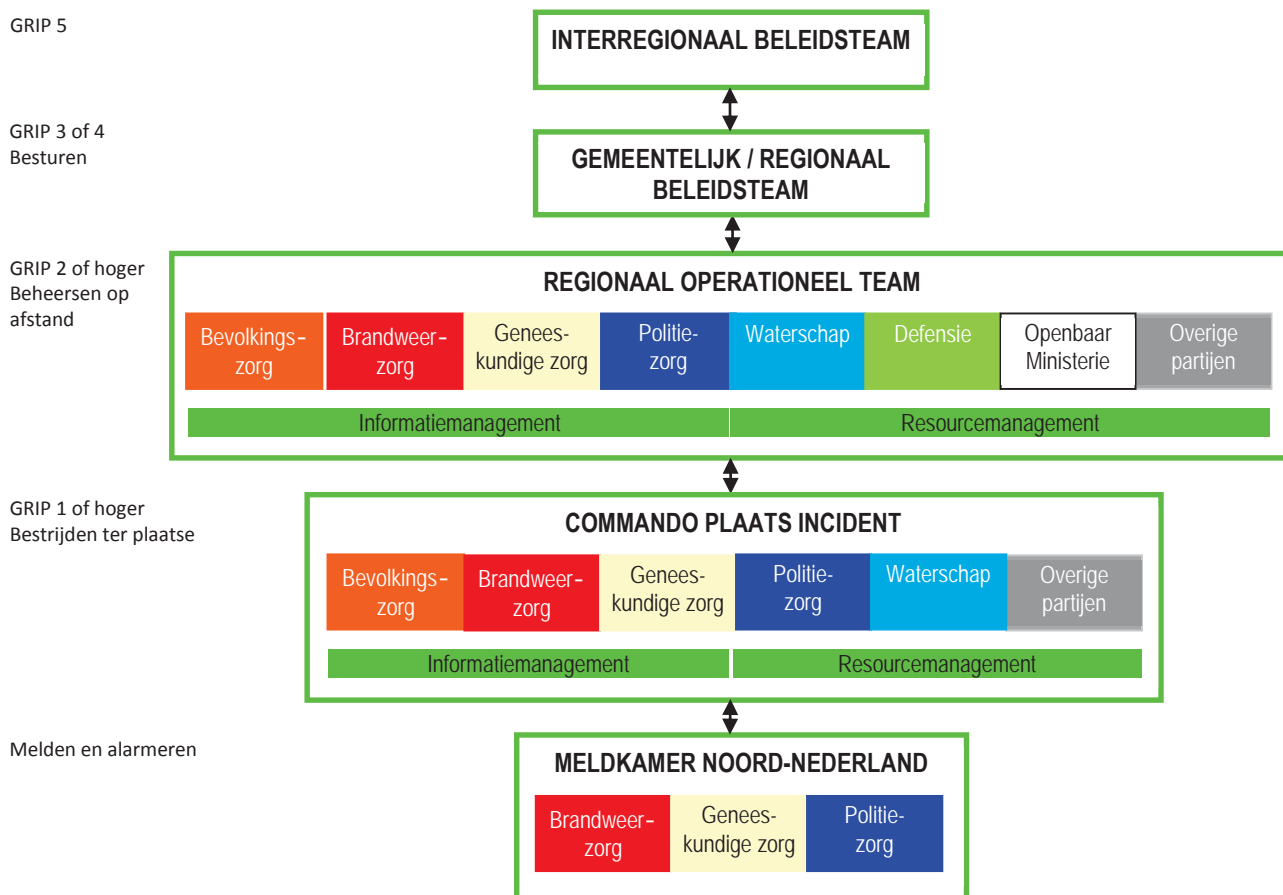 GRIP 5
INTERREGIONAAL BELEIDSTEAM
GRIP 3 of 4
Besturen
GEMEENTELIJK / REGIONAAL
BELEIDSTEAM
GRIP 2 of hoger
Beheersen op
afstand
REGIONAAL OPERATIONEEL TEAM
Bevolkings-
zorg
Brandweer-
zorg
Genees-
kundige zorg
Politie-
zorg
Waterschap
Defensie
Openbaar
Ministerie
Overige
partijen
Informatiemanagement
Resourcemanagement
GRIP 1 of hoger
Bestrijden ter plaatse
COMMANDO PLAATS INCIDENT
Bevolkings-
zorg
Brandweer-
zorg
Genees-
kundige zorg
Politie-
zorg
Waterschap
Overige
partijen
Informatiemanagement
Resourcemanagement
Melden en alarmeren
MELDKAMER NOORD-NEDERLAND
Brandweer-
zorg
Genees-
kundige zorg
Politie-
zorg